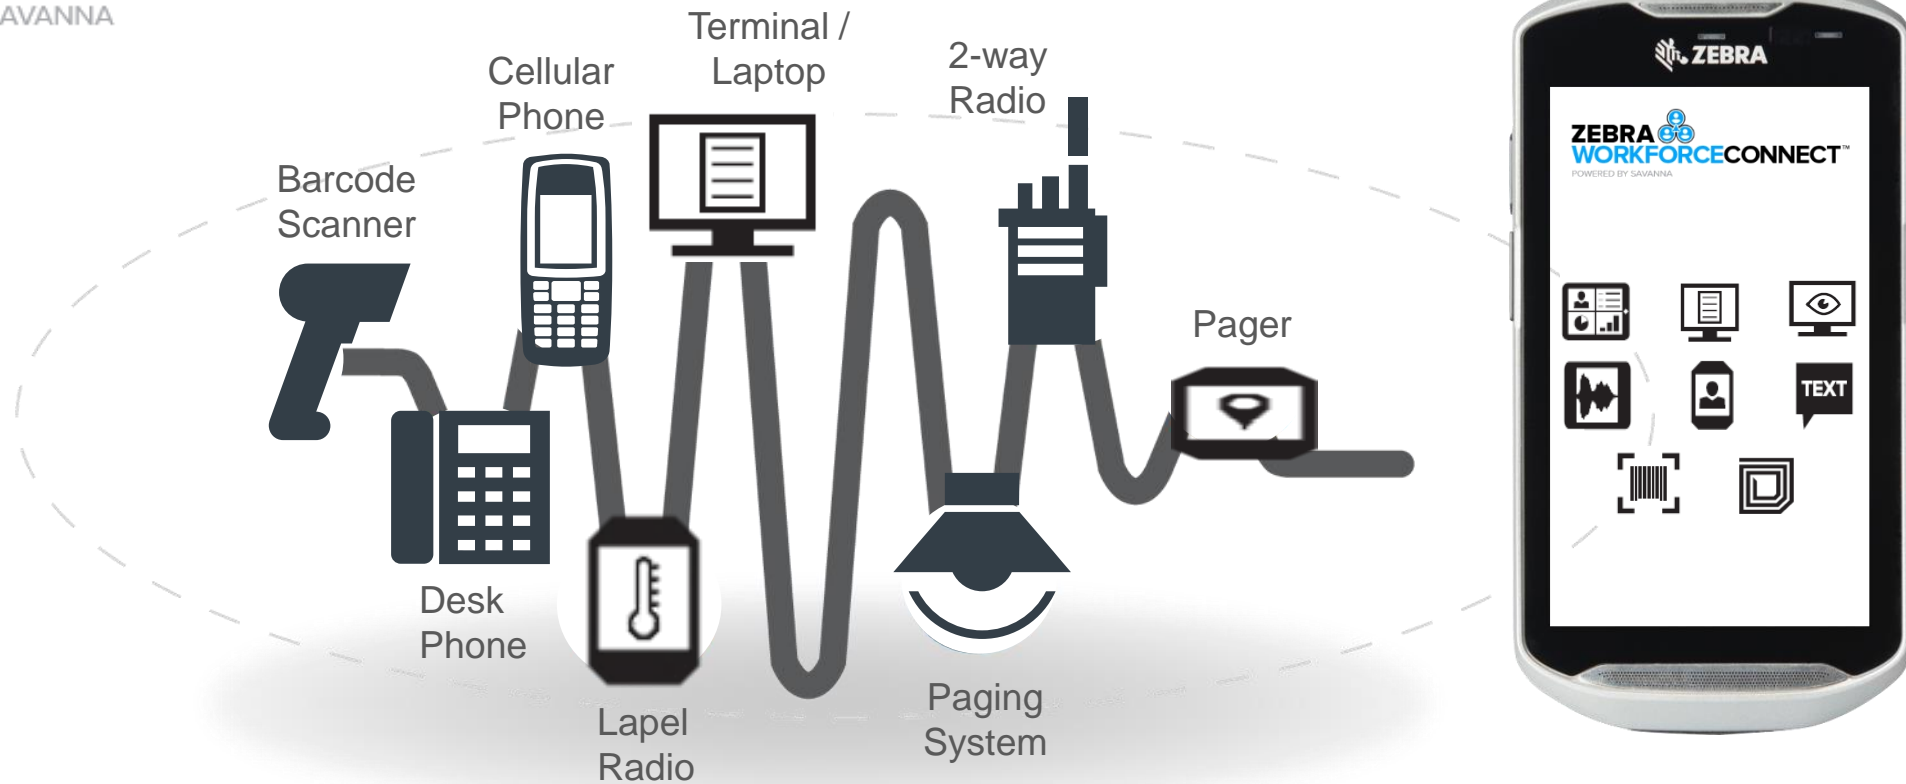 AVANNA
Terminal /
Laptop
Cellular
Phone
2-way
Radio
Barcode
Scanner
Pager
Desk
Phone
Lapel
Radio
Paging
System
ZEBRA
ZEBRA
WORKFORCECONNECT™
POWERED BY SAVANNA
TEXT